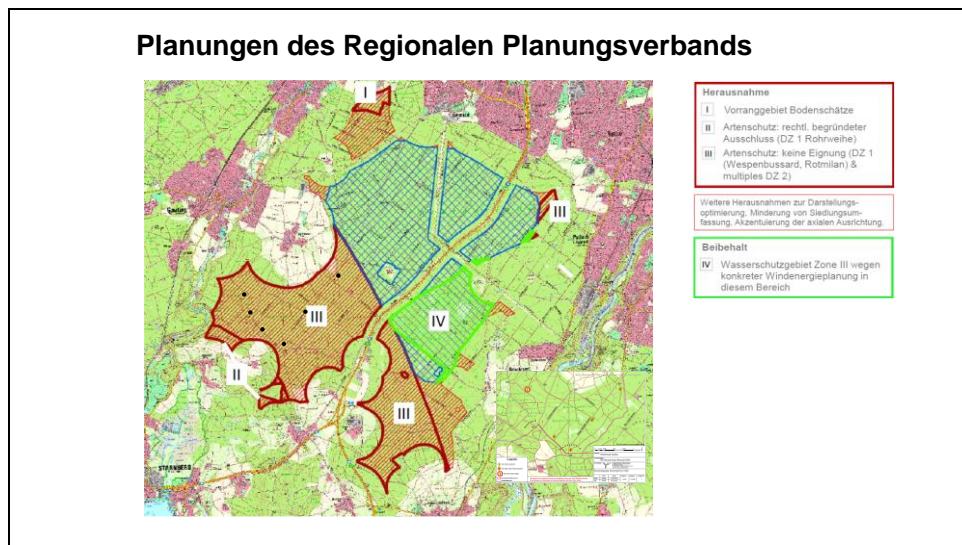 Planungen des Regionalen Planungsverbands
I
III
III
IV
II
III
STARNBERG
Herausnahme
I Vorranggebiet Bodenschätze
II Artenschutz: rechtl. begründeter
Ausschluss (DZ 1 Rohrweihe)
III Artenschutz: keine Eignung (DZ 1
(Wespenbussard, Rotmilan) &
multiples DZ 2)
Weitere Herausnahmen zur Darstellungs-
optimierung, Minderung von Siedlungsum-
fassung, Akzentuierung der axialen Ausrichtung.
Beibehalt
IV Wasserschutzgebiet Zone III wegen
konkreter Windenergieplanung in
diesem Bereich